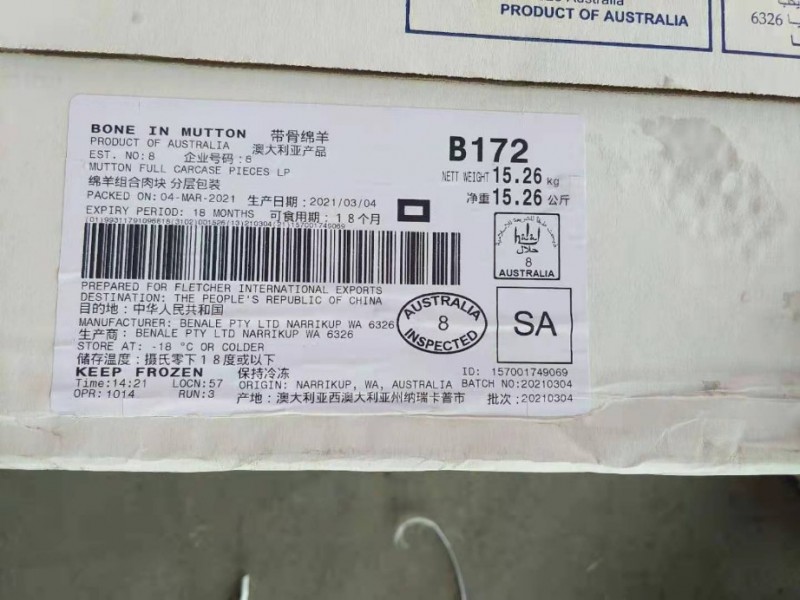 PRODUCT OF AUSTRALIA
6326
BONE IN MUTTON 带骨绵羊
PRODUCT OF AUSTRALIA 澳大利亚产品
EST. NO:8 企业号码:8
MUTTON FULL CARCASE PIECES LP
绵羊组合肉块 分层包装
PACKED ON:04-MAR-2021 生产日期:2021/03/04
EXPIRY PERIOD: 18 MONTHS 可食用期:18个月
B172
NETT WEIGHT 15.26 kg
净重 15.26 公斤
حلال
8
AUSTRALIA
PREPARED FOR FLETCHER INTERNATIONAL EXPORTS
DESTINATION: THE PEOPLE'S REPUBLIC OF CHINA
目的地:中华人民共和国
MANUFACTURER: BENALE PTY LTD NARRIKUP WA 6326
生产商: BENALE PTY LTD NARRIKUP WA 6326
STORE AT: -18 °C OR COLDER
储存温度:摄氏零下18度或以下
KEEP FROZEN 保持冷冻
AUSTRALIA
8
INSPECTED
SA
ID: 157001749069
Time:14:21 LOCN:57 ORIGIN: NARRIKUP, WA, AUSTRALIA BATCH NO:20210304
OPR:1014 RUN:3 产地:澳大利亚西澳大利亚州纳瑞卡普市 批次:20210304